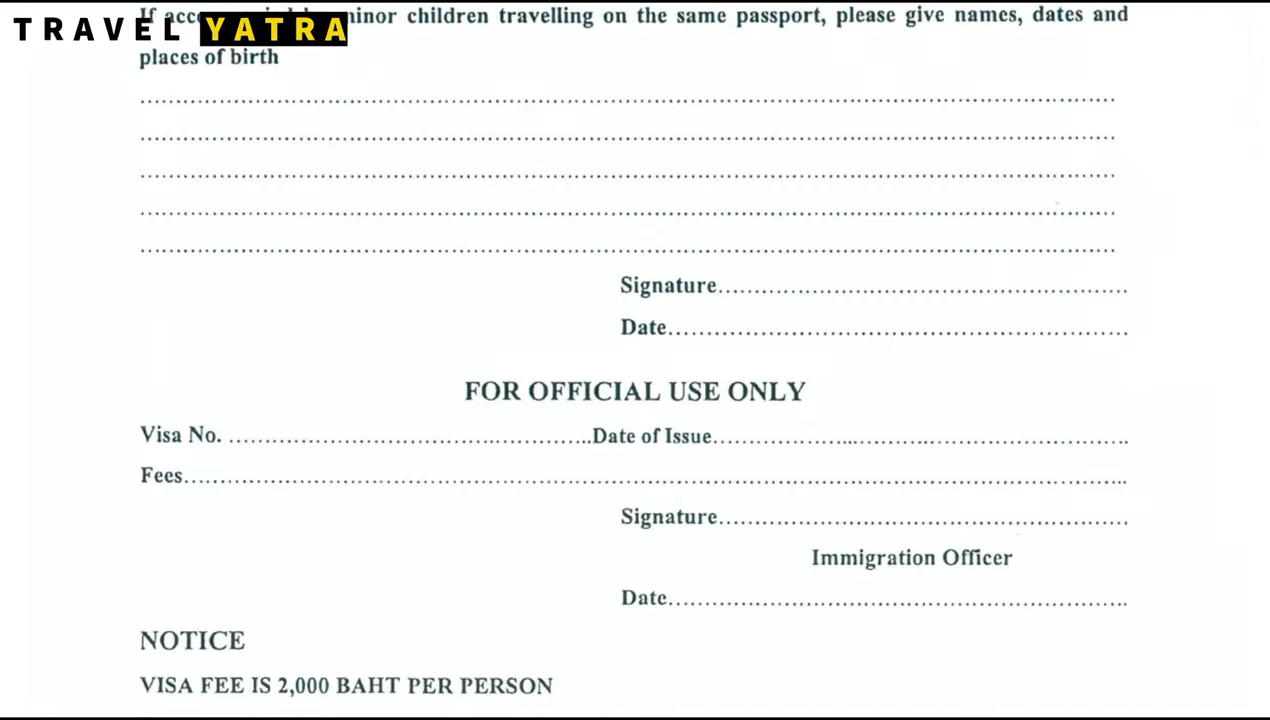 TRAVEL YATRA
If minor children travelling on the same passport, please give names, dates and
places of birth
Signature
Date
FOR OFFICIAL USE ONLY
Visa No. Date of Issue
Fees
Signature
Immigration Officer
Date
NOTICE
VISA FEE IS 2,000 BAHT PER PERSON